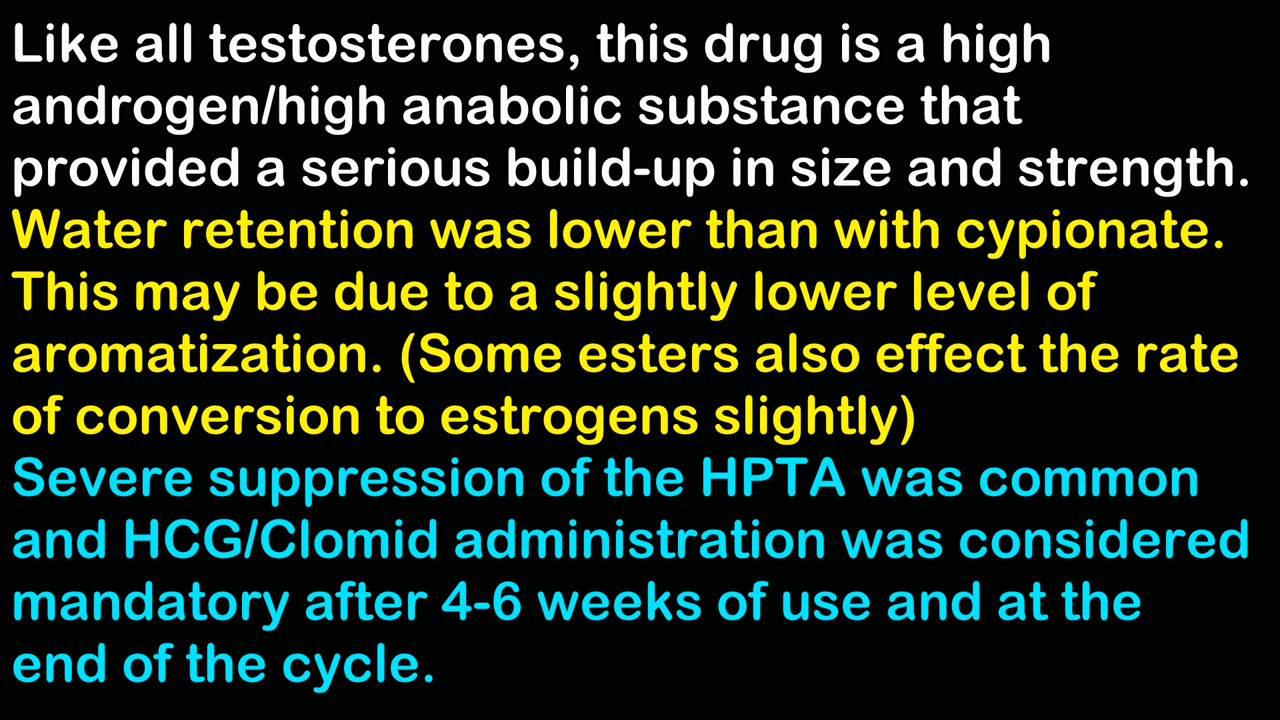 Like all testosterones, this drug is a high
androgen/high anabolic substance that
provided a serious build-up in size and strength.
Water retention was lower than with cypionate.
This may be due to a slightly lower level of
aromatization. (Some esters also effect the rate
of conversion to estrogens slightly)
Severe suppression of the HPTA was common
and HCG/Clomid administration was considered
mandatory after 4-6 weeks of use and at the
end of the cycle.